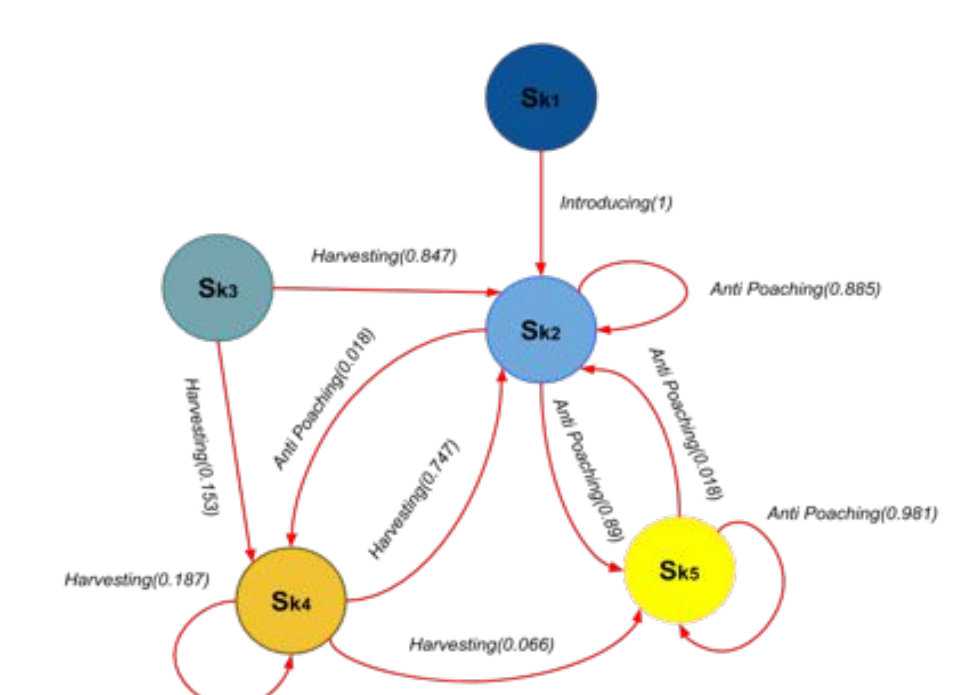 Sk1
Introducing(1)
Harvesting(0.847)
Sk3
Anti Poaching(0.885)
Sk2
Anti Poaching(0.018)
Anti Poaching(0.018)
Harvesting(0.153)
Anti Poaching(0.89)
Harvesting(0.747)
Anti Poaching(0.981)
Harvesting(0.187)
Sk5
Sk4
Harvesting(0.066)